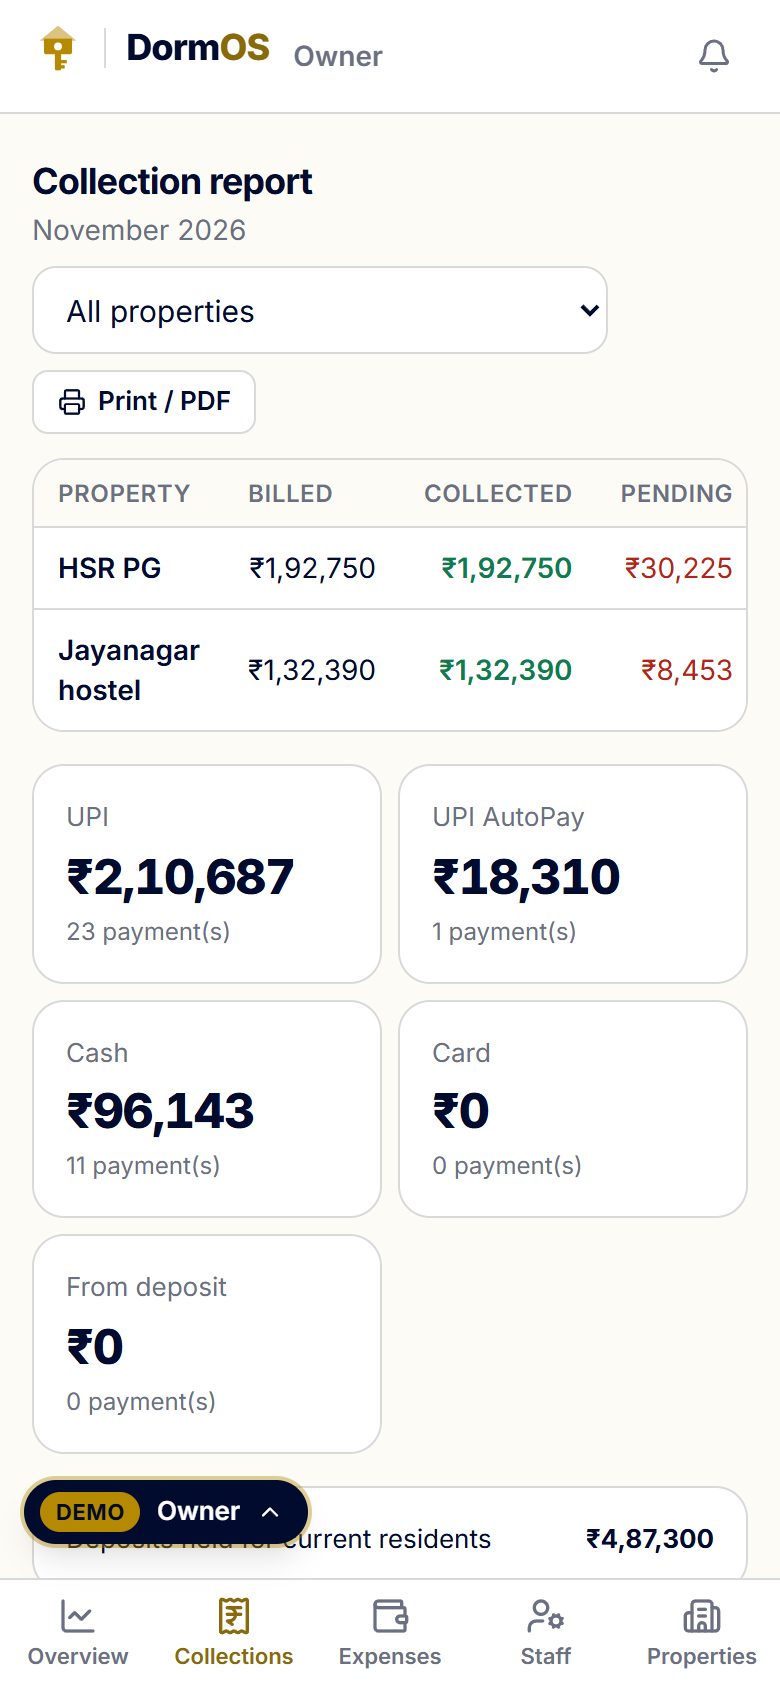 DormOS Owner
Collection report
November 2026
All properties
Print / PDF
PROPERTY BILLED COLLECTED PENDING
HSR PG ₹1,92,750 ₹1,92,750 ₹30,225
Jayanagar hostel ₹1,32,390 ₹1,32,390 ₹8,453
UPI
₹2,10,687
23 payment(s)
UPI AutoPay
₹18,310
1 payment(s)
Cash
₹96,143
11 payment(s)
Card
₹0
0 payment(s)
From deposit
₹0
0 payment(s)
DEMO Owner
Deposits held for current residents ₹4,87,300
Overview Collections Expenses Staff Properties